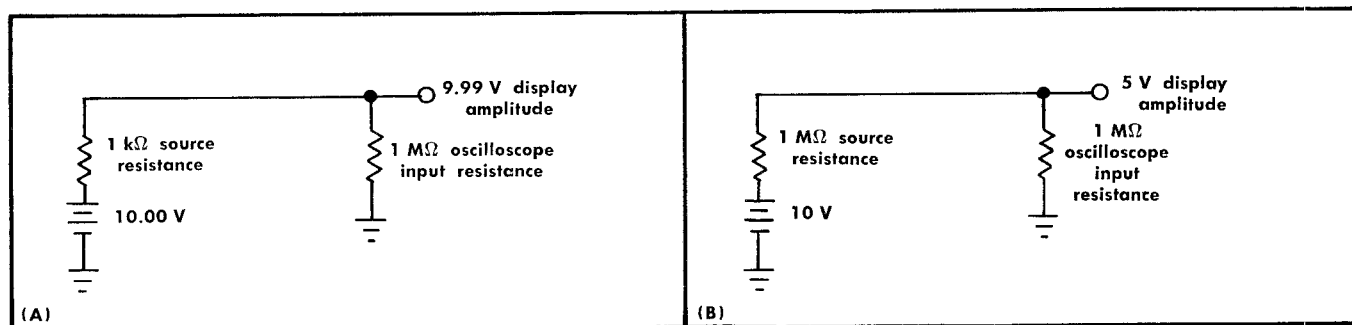 9.99 V display
amplitude
1 kΩ source
resistance
1 MΩ oscilloscope
input resistance
10.00 V
(A)
5 V display
amplitude
1 MΩ source
resistance
1 MΩ
oscilloscope
input
resistance
10 V
(B)